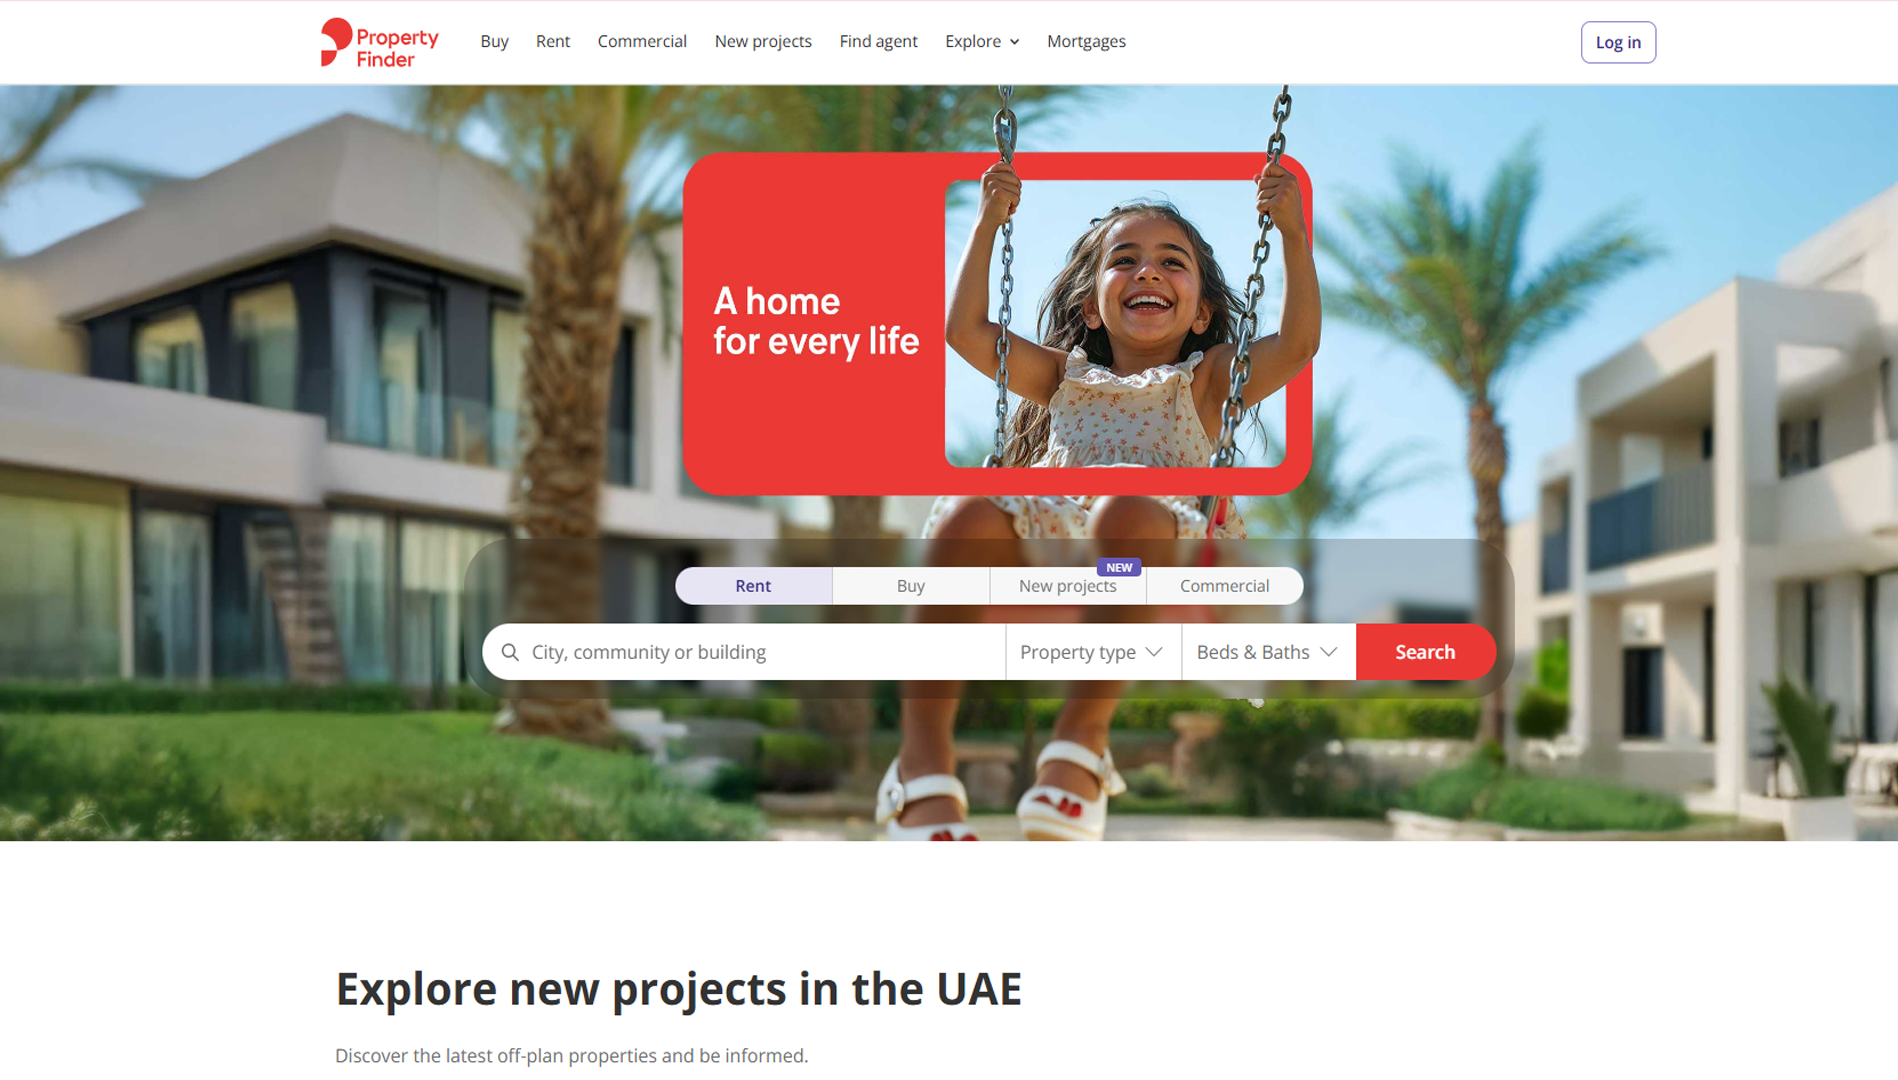 Property
Finder
Buy
Rent
Commercial
New projects
Find agent
Explore
Mortgages
Log in
A home
for every life
NEW
Rent
Buy
New projects
Commercial
City, community or building
Property type
Beds & Baths
Search
Explore new projects in the UAE
Discover the latest off-plan properties and be informed.